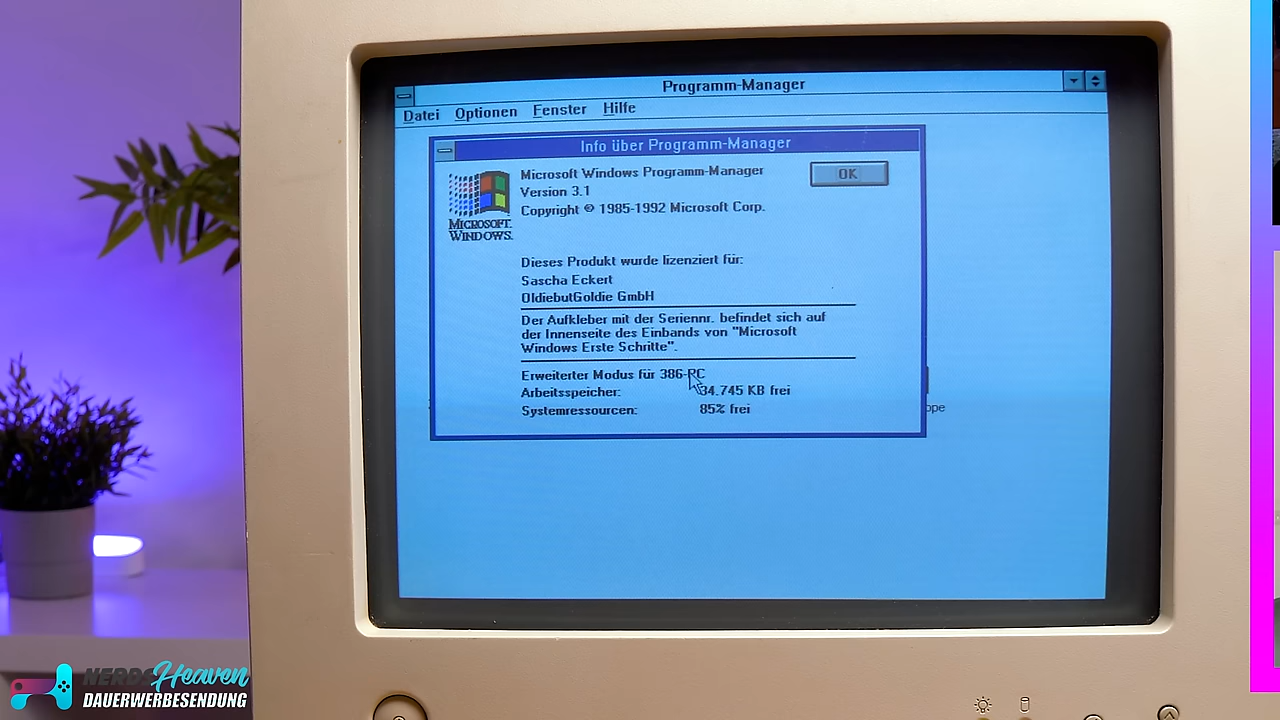 Programm-Manager
Datei Optionen Fenster Hilfe
Info über Programm-Manager
Microsoft Windows Programm-Manager
OK
Version 3.1
Copyright © 1985-1992 Microsoft Corp.
MICROSOFT.
WINDOWS.
Dieses Produkt wurde lizenziert für:
Sascha Eckert
OldiebutGoldie GmbH
Der Aufkleber mit der Seriennr. befindet sich auf
der Innenseite des Einbands von "Microsoft
Windows Erste Schritte".
Erweiterter Modus für 386-PC
Arbeitsspeicher: 34.745 KB frei
Systemressourcen: 85% frei
ope
NERDS Heaven
DAUERWERBESENDUNG